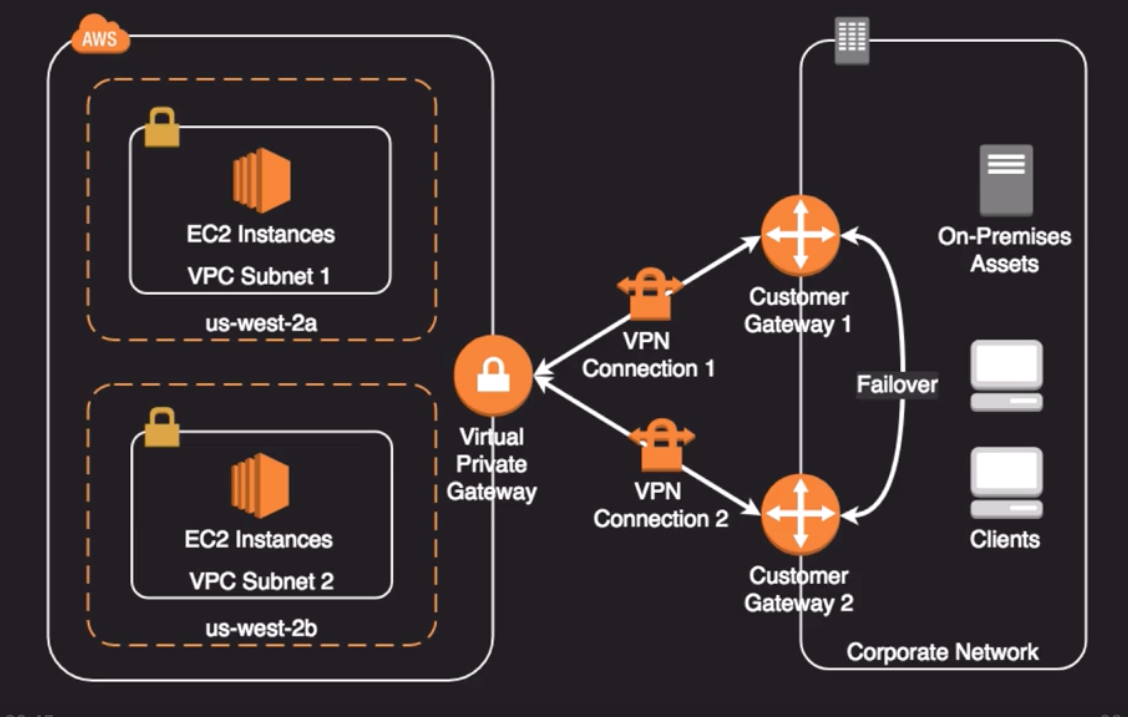 AWS
EC2 Instances
VPC Subnet 1
us-west-2a
EC2 Instances
VPC Subnet 2
us-west-2b
Virtual
Private
Gateway
VPN
Connection 1
VPN
Connection 2
Customer
Gateway 1
Failover
Customer
Gateway 2
On-Premises
Assets
Clients
Corporate Network